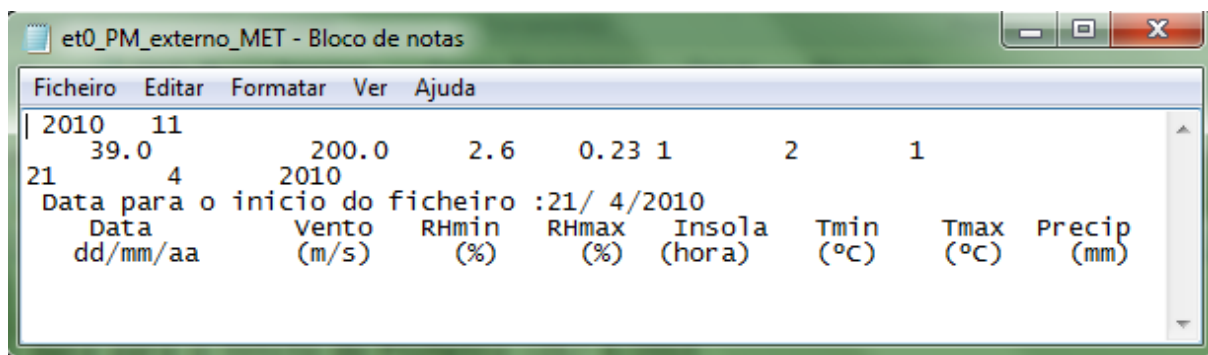 et0_PM_externo_MET - Bloco de notas
Ficheiro Editar Formatar Ver Ajuda
2010 11
39.0 200.0 2.6 0.23 1 2 1
21 4 2010
Data para o inicio do ficheiro :21/ 4/2010
Data Vento RHmin RHmax Insola Tmin Tmax Precip
dd/mm/aa (m/s) (%) (%) (hora) (ºC) (ºC) (mm)